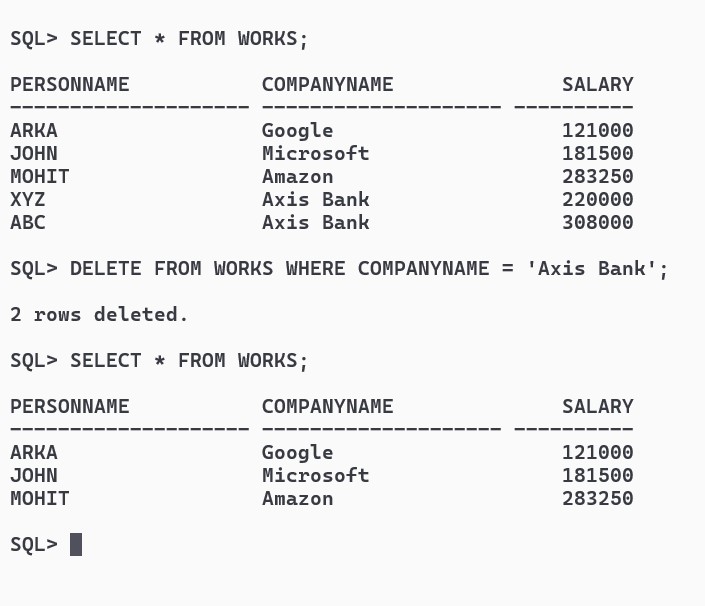 SQL> SELECT * FROM WORKS;
PERSONNAME           COMPANYNAME              SALARY
-------------------- -------------------- ----------
ARKA                 Google                   121000
JOHN                 Microsoft                181500
MOHIT                Amazon                   283250
XYZ                  Axis Bank                220000
ABC                  Axis Bank                308000
SQL> DELETE FROM WORKS WHERE COMPANYNAME = 'Axis Bank';
2 rows deleted.
SQL> SELECT * FROM WORKS;
PERSONNAME           COMPANYNAME              SALARY
-------------------- -------------------- ----------
ARKA                 Google                   121000
JOHN                 Microsoft                181500
MOHIT                Amazon                   283250
SQL>